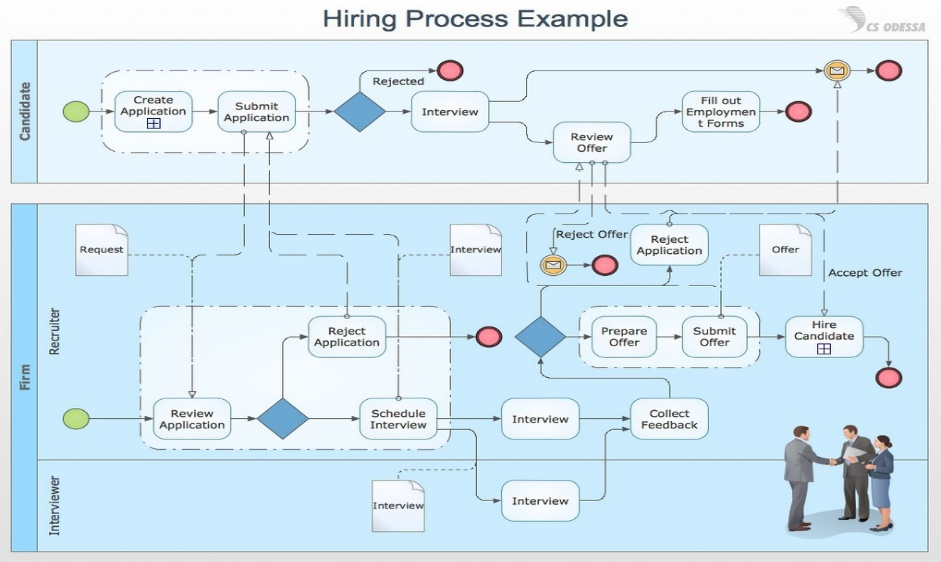 Hiring Process Example
CS ODESSA
Candidate
Rejected
Create
Application
Submit
Application
Interview
Fill out
Employmen
t Forms
Review
Offer
Firm
Recruiter
Request
Interview
Reject Offer
Reject
Application
Offer
Accept Offer
Reject
Application
Prepare
Offer
Submit
Offer
Hire
Candidate
Review
Application
Schedule
Interview
Interview
Collect
Feedback
Interviewer
Interview
Interview